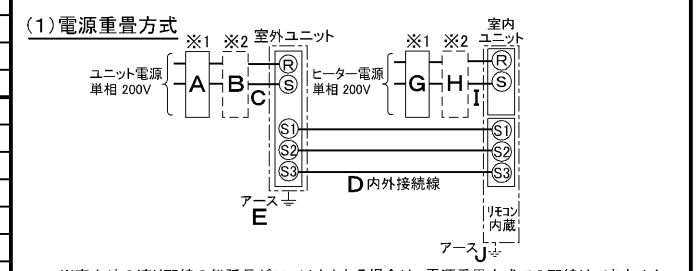 (1)電源重畳方式
※1 ※2 室外ユニット
※1 ※2 室内ユニット
ユニット電源
単相 200V
A B C R S
ヒーター電源
単相 200V
G H I R S
S1 S1
S2 S2
S3 S3
D 内外接続線
アース
E
リモコン
内蔵
アース J